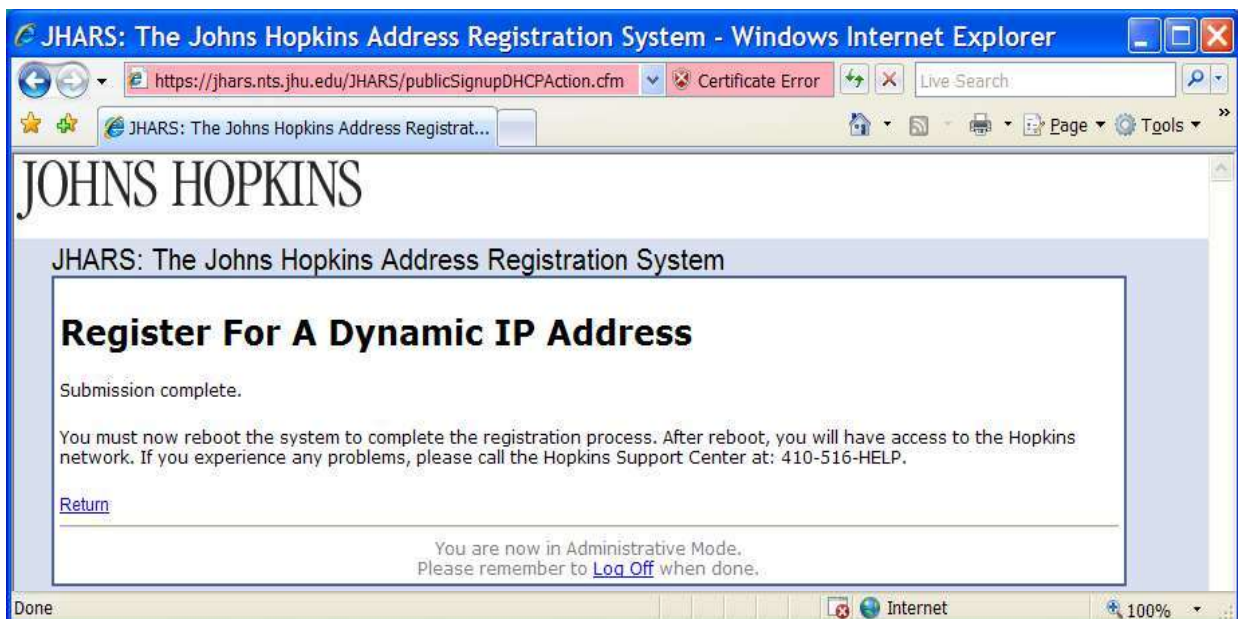 JHARS: The Johns Hopkins Address Registration System - Windows Internet Explorer
https://jhars.nts.jhu.edu/JHARS/publicSignupDHCPAction.cfm Certificate Error Live Search
JHARS: The Johns Hopkins Address Registrat... Page Tools »
JOHNS HOPKINS
JHARS: The Johns Hopkins Address Registration System
Register For A Dynamic IP Address
Submission complete.
You must now reboot the system to complete the registration process. After reboot, you will have access to the Hopkins
network. If you experience any problems, please call the Hopkins Support Center at: 410-516-HELP.
Return
You are now in Administrative Mode.
Please remember to Log Off when done.
Done Internet 100%